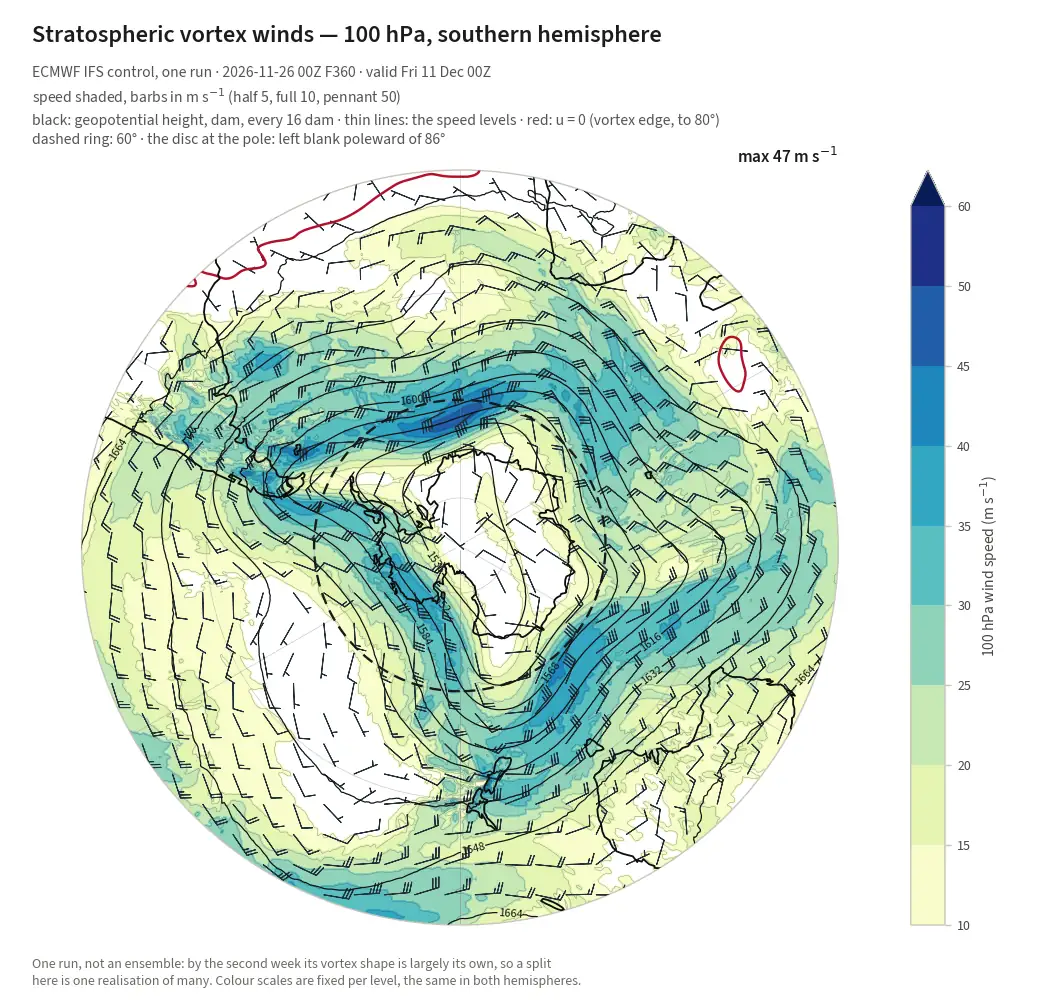 Stratospheric vortex winds — 100 hPa, southern hemisphere
ECMWF IFS control, one run · 2026-11-26 00Z F360 · valid Fri 11 Dec 00Z
speed shaded, barbs in m s⁻¹ (half 5, full 10, pennant 50)
black: geopotential height, dam, every 16 dam · thin lines: the speed levels · red: u = 0 (vortex edge, to 80°)
dashed ring: 60° · the disc at the pole: left blank poleward of 86°
max 47 m s⁻¹
60
50
45
40
35
30
25
20
15
10
100 hPa wind speed (m s⁻¹)
1600
1664
1584
1568
1616
1632
1664
1648
1664
One run, not an ensemble: by the second week its vortex shape is largely its own, so a split
here is one realisation of many. Colour scales are fixed per level, the same in both hemispheres.